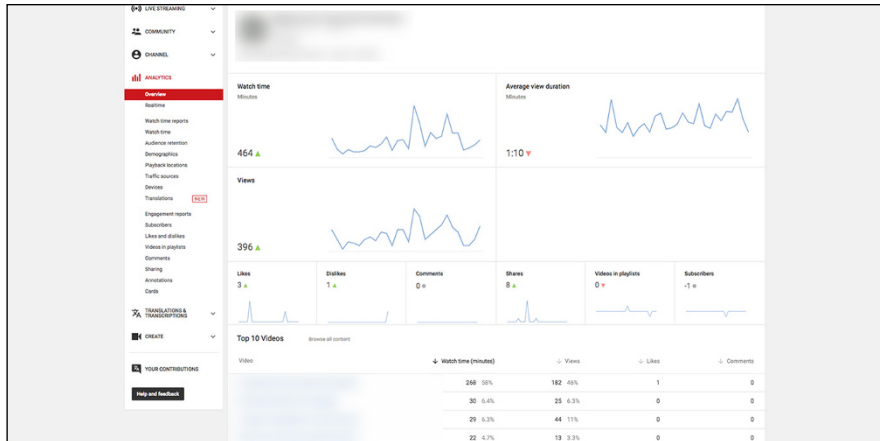 LIVE STREAMING
COMMUNITY
CHANNEL
ANALYTICS
Overview
Realtime
Watch time reports
Watch time
Audience retention
Demographics
Playback locations
Traffic sources
Devices
Translations NEW
Engagement reports
Subscribers
Likes and dislikes
Videos in playlists
Comments
Sharing
Annotations
Cards
TRANSLATIONS &
TRANSCRIPTIONS
CREATE
YOUR CONTRIBUTIONS
Help and feedback
Watch time
Minutes
464
Average view duration
Minutes
1:10
Views
396
Likes
3
Dislikes
1
Comments
0
Shares
8
Videos in playlists
0
Subscribers
-1
Top 10 Videos Browse all content
Video Watch time (minutes) Views Likes Comments
268 58% 182 46% 1 0
30 6.4% 25 6.3% 0 0
29 6.3% 44 11% 0 0
22 4.7% 13 3.3% 0 0